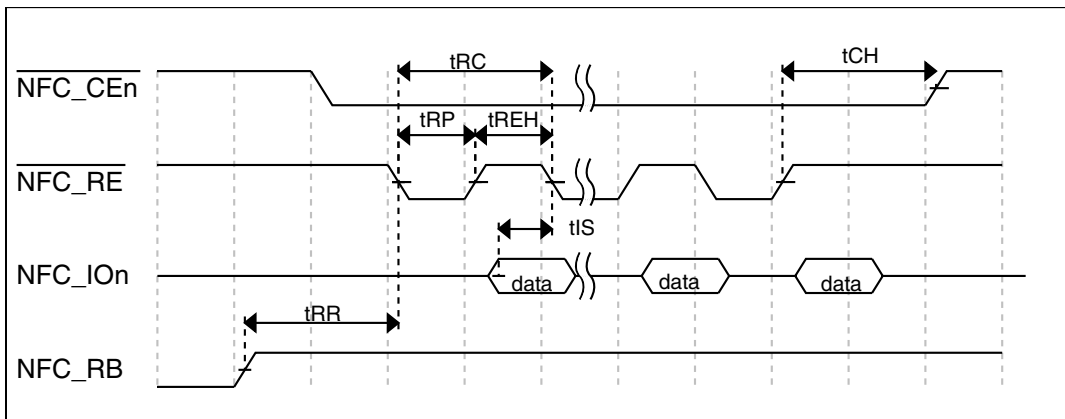 tRC
tCH
NFC_CEn
tRP
tREH
NFC_RE
tIS
NFC_IOn
data
data
data
tRR
NFC_RB